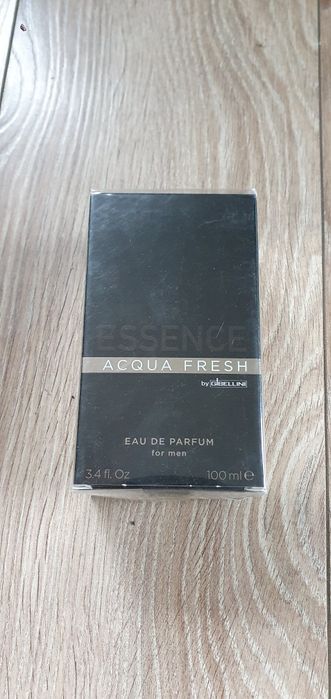 ESSENCE
ACQUA FRESH
by GIBELLINI
EAU DE PARFUM
for men
3.4 fl. Oz 100 ml ℮